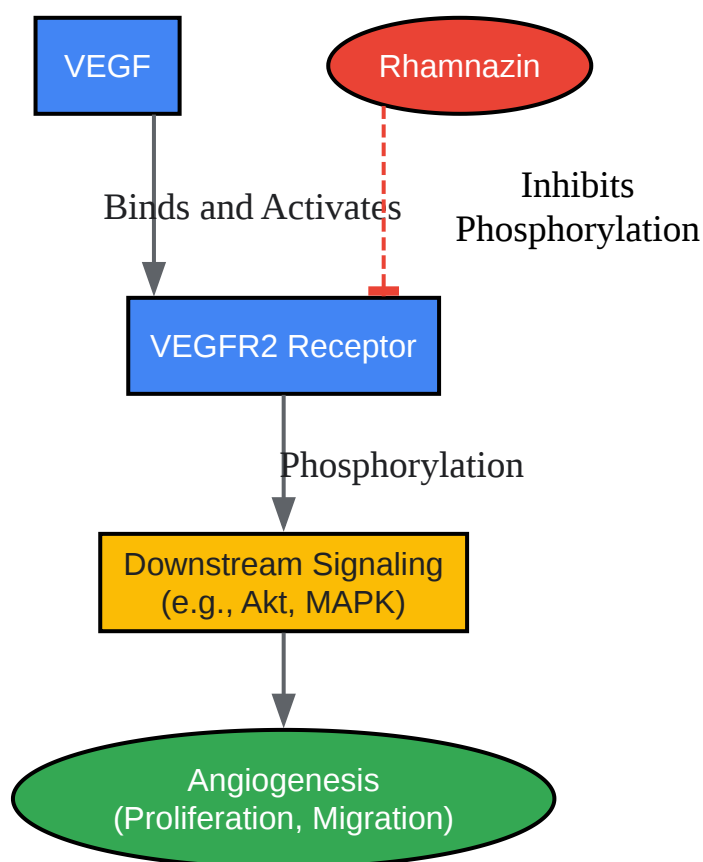 VEGF
Rhamnazin
Binds and Activates
Inhibits
Phosphorylation
VEGFR2 Receptor
Phosphorylation
Downstream Signaling
(e.g., Akt, MAPK)
Angiogenesis
(Proliferation, Migration)